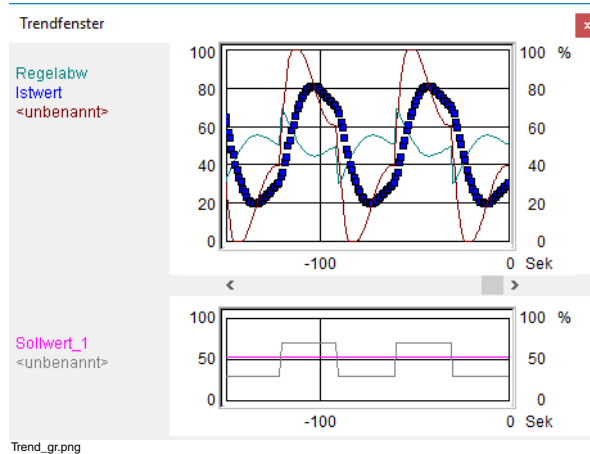 Trendfenster
x
Regelabw
Istwert
<unbenannt>
100
80
60
40
20
0
100 %
80
60
40
20
0
-100
0 Sek
Sollwert_1
<unbenannt>
100
50
0
100 %
50
0
-100
0 Sek
Trend_gr.png